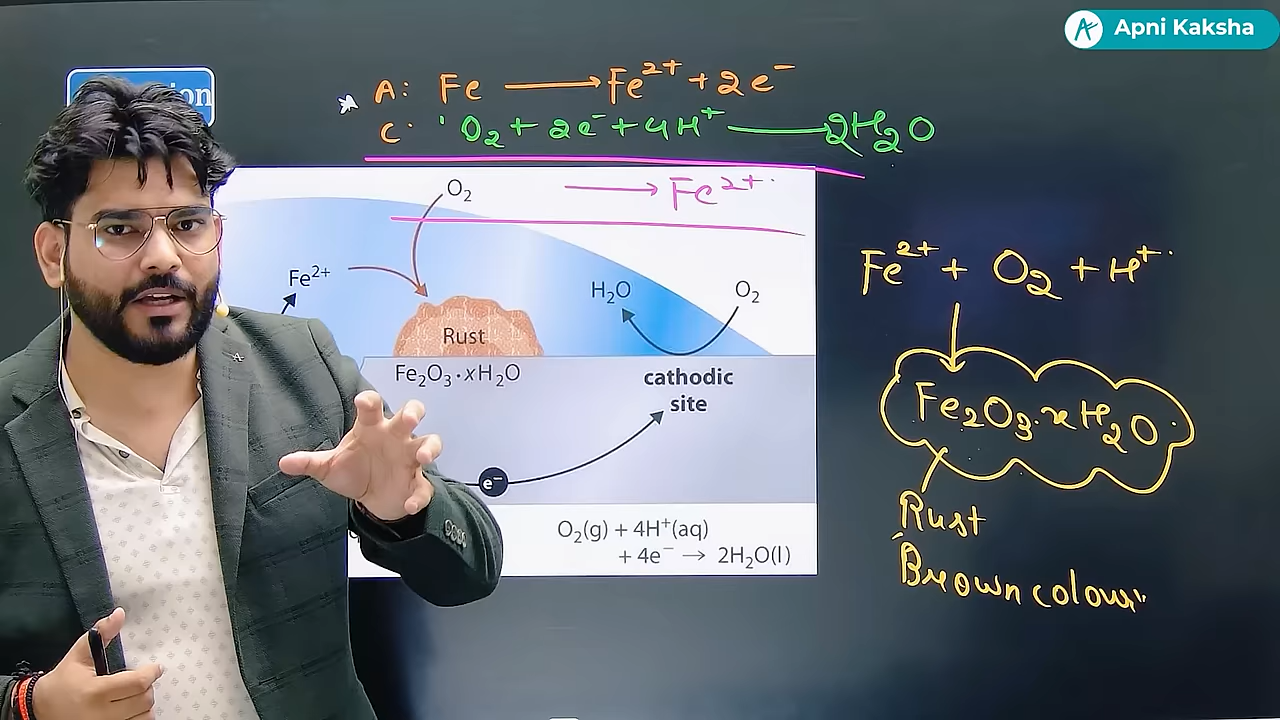 Apni Kaksha
A: Fe ⟶ Fe²⁺ + 2e⁻
C: O₂ + 2e⁻ + 4H⁺ ⟶ 2H₂O
⟶ Fe²⁺
O₂
Fe²⁺
H₂O
O₂
Rust
Fe₂O₃·xH₂O
cathodic
site
e⁻
O₂(g) + 4H⁺(aq)
+ 4e⁻ → 2H₂O(l)
Fe²⁺ + O₂ + H⁺
Fe₂O₃·xH₂O
Rust
Brown colour